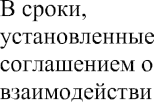 В сроки,
установленные
соглашением о
взаимодействи